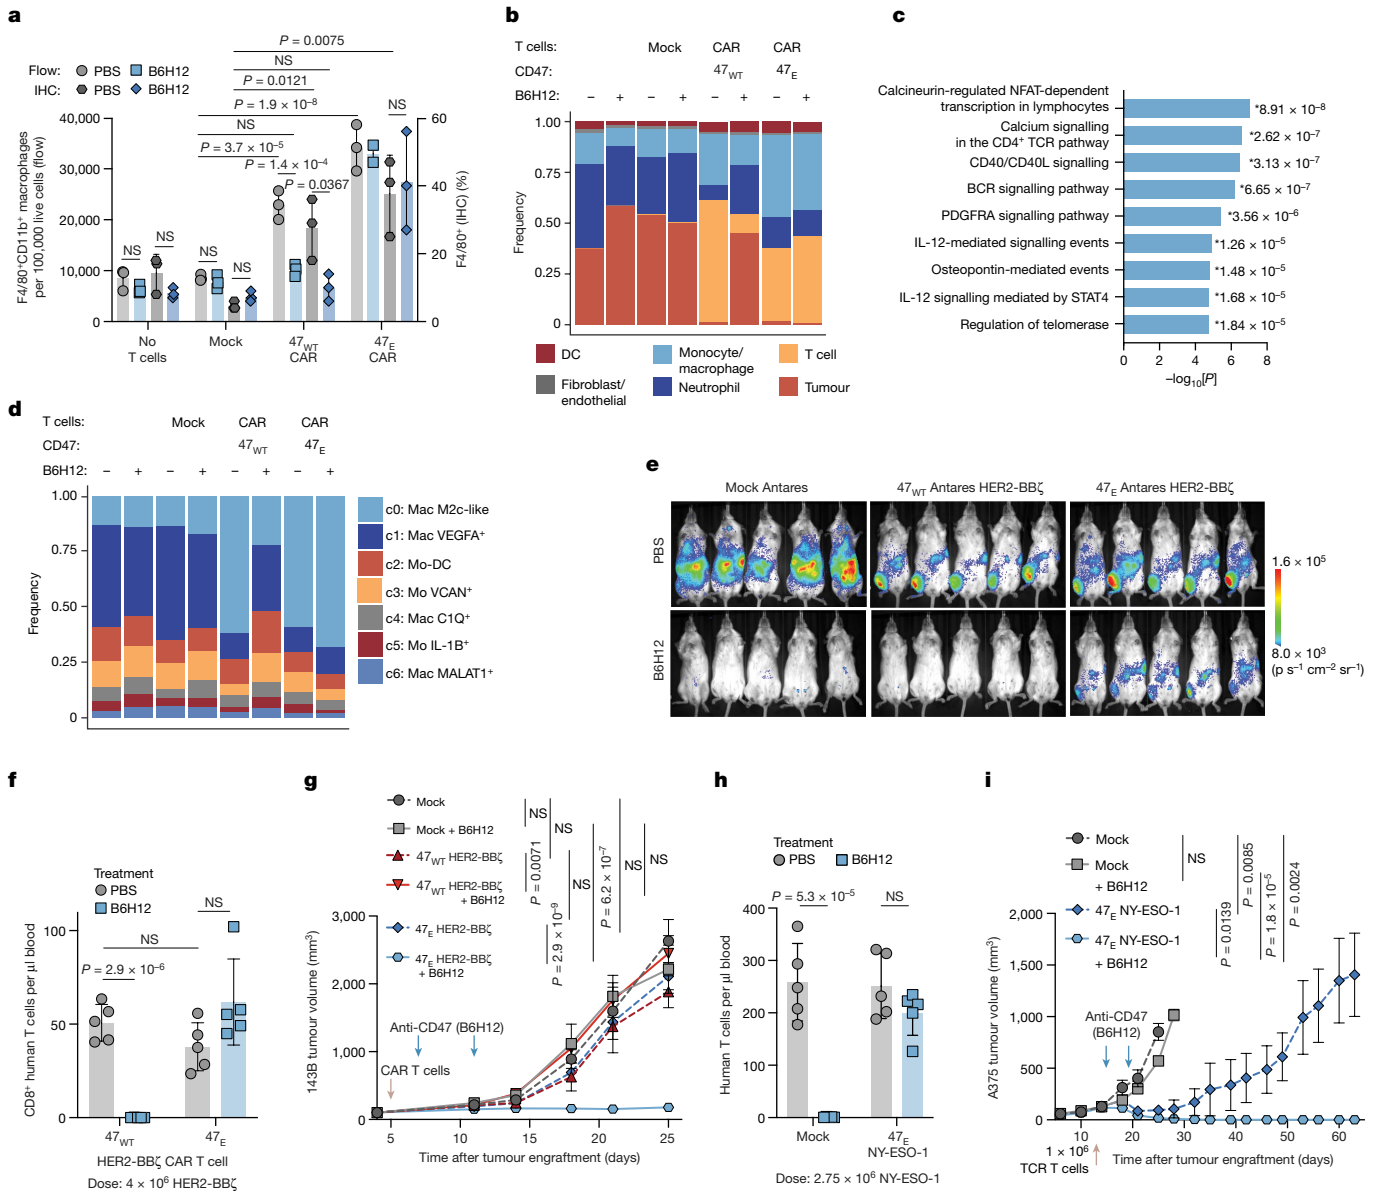 a
Flow: PBS B6H12
IHC: PBS B6H12
P = 0.0075
NS
P = 0.0121
P = 1.9 × 10⁻⁸
NS
NS
P = 3.7 × 10⁻⁵
P = 1.4 × 10⁻⁴
P = 0.0367
NS
NS
NS
NS
F4/80⁺CD11b⁺ macrophages
per 100,000 (live cells (flow)
40,000
30,000
20,000
10,000
0
60
40
20
0
F4/80⁺ (IHC) (%)
No
T cells
Mock
47WT
CAR
47E
CAR
b
T cells: Mock CAR CAR
CD47: 47WT 47E
B6H12: – + – + – + – +
Frequency
1.00
0.75
0.50
0.25
0
DC
Monocyte/
macrophage
T cell
Fibroblast/
endothelial
Neutrophil
Tumour
c
Calcineurin-regulated NFAT-dependent
transcription in lymphocytes
*8.91 × 10⁻⁸
Calcium signalling
in the CD4⁺ TCR pathway
*2.62 × 10⁻⁷
CD40/CD40L signalling
*3.13 × 10⁻⁷
BCR signalling pathway
*6.65 × 10⁻⁷
PDGFRA signalling pathway
*3.56 × 10⁻⁶
IL-12-mediated signalling events
*1.26 × 10⁻⁵
Osteopontin-mediated events
*1.48 × 10⁻⁵
IL-12 signalling mediated by STAT4
*1.68 × 10⁻⁵
Regulation of telomerase
*1.84 × 10⁻⁵
0 2 4 6 8
–log₁₀[P]
d
T cells: Mock CAR CAR
CD47: 47WT 47E
B6H12: – + – + – + – +
Frequency
1.00
0.75
0.50
0.25
0
c0: Mac M2c-like
c1: Mac VEGFA⁺
c2: Mo-DC
c3: Mo VCAN⁺
c4: Mac C1Q⁺
c5: Mo IL-1B⁺
c6: Mac MALAT1⁺
e
Mock Antares 47WT Antares HER2-BBζ 47E Antares HER2-BBζ
PBS
B6H12
1.6 × 10⁵
8.0 × 10³
(p s⁻¹ cm⁻² sr⁻¹)
f
Treatment
PBS
B6H12
NS
NS
P = 2.9 × 10⁻⁶
CD8⁺ human T cells per µl blood
100
50
0
47WT 47E
HER2-BBζ CAR T cell
Dose: 4 × 10⁶ HER2-BBζ
g
Mock
Mock + B6H12
47WT HER2-BBζ
47WT HER2-BBζ
+ B6H12
47E HER2-BBζ
47E HER2-BBζ
+ B6H12
NS
NS
P = 0.0071
P = 2.9 × 10⁻⁹
NS
P = 6.2 × 10⁻⁷
NS
NS
143B tumour volume (mm³)
3,000
2,000
1,000
0
Anti-CD47 (B6H12)
CAR T cells
5 10 15 20 25
Time after tumour engraftment (days)
h
Treatment
PBS B6H12
P = 5.3 × 10⁻⁵
NS
Human T cells per µl blood
400
300
200
100
0
Mock 47E
NY-ESO-1
Dose: 2.75 × 10⁶ NY-ESO-1
i
Mock
Mock
+ B6H12
47E NY-ESO-1
47E NY-ESO-1
+ B6H12
NS
P = 0.0139
P = 0.0085
P = 1.8 × 10⁻⁵
P = 0.0024
A375 tumour volume (mm³)
2,000
1,500
1,000
500
0
Anti-CD47
(B6H12)
10 20 30 40 50 60
1 × 10⁶
TCR T cells
Time after tumour engraftment (days)